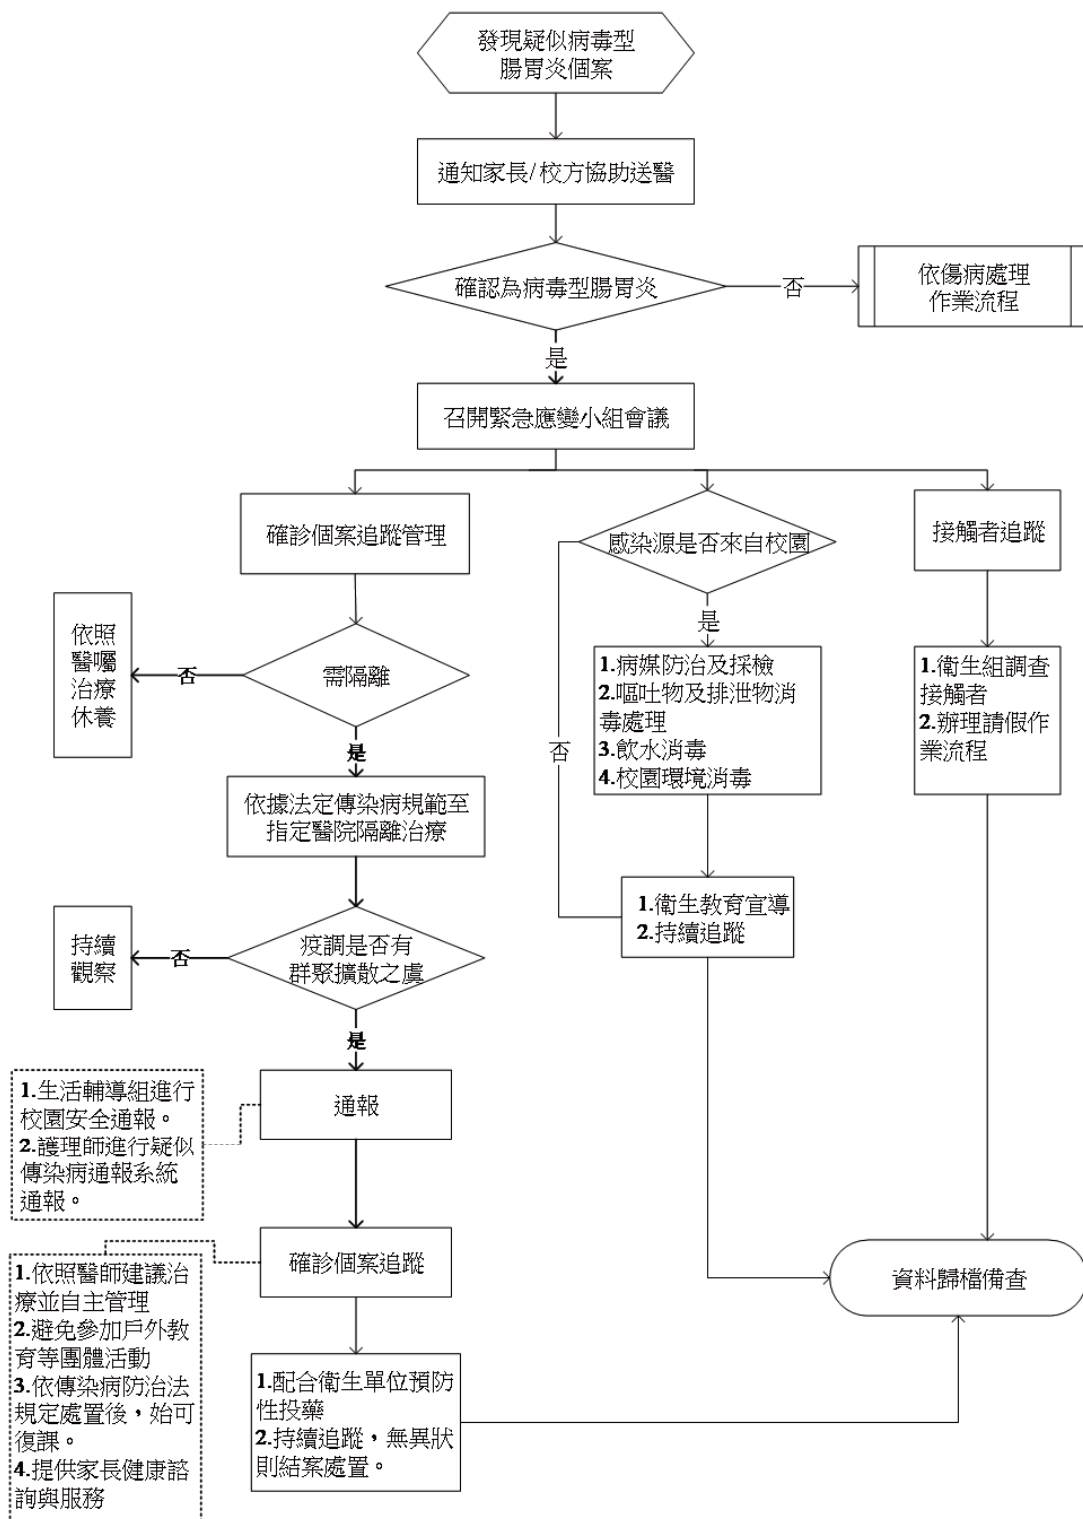 發現疑似病毒型
腸胃炎個案
通知家長/校方協助送醫
確認為病毒型腸胃炎
否
依傷病處理
作業流程
是
召開緊急應變小組會議
確診個案追蹤管理
感染源是否來自校園
接觸者追蹤
是
依照
醫囑
治療
休養
否
需隔離
1.病媒防治及採檢
2.嘔吐物及排泄物消
毒處理
3.飲水消毒
4.校園環境消毒
1.衛生組調查
接觸者
2.辦理請假作
業流程
否
是
依據法定傳染病規範至
指定醫院隔離治療
1.衛生教育宣導
2.持續追蹤
持續
觀察
否
疫調是否有
群聚擴散之虞
是
1.生活輔導組進行
校園安全通報。
2.護理師進行疑似
傳染病通報系統
通報。
通報
確診個案追蹤
資料歸檔備查
1.依照醫師建議治
療並自主管理
2.避免參加戶外教
育等團體活動
3.依傳染病防治法
規定處置後，始可
復課。
4.提供家長健康諮
詢與服務
1.配合衛生單位預防
性投藥
2.持續追蹤，無異狀
則結案處置。